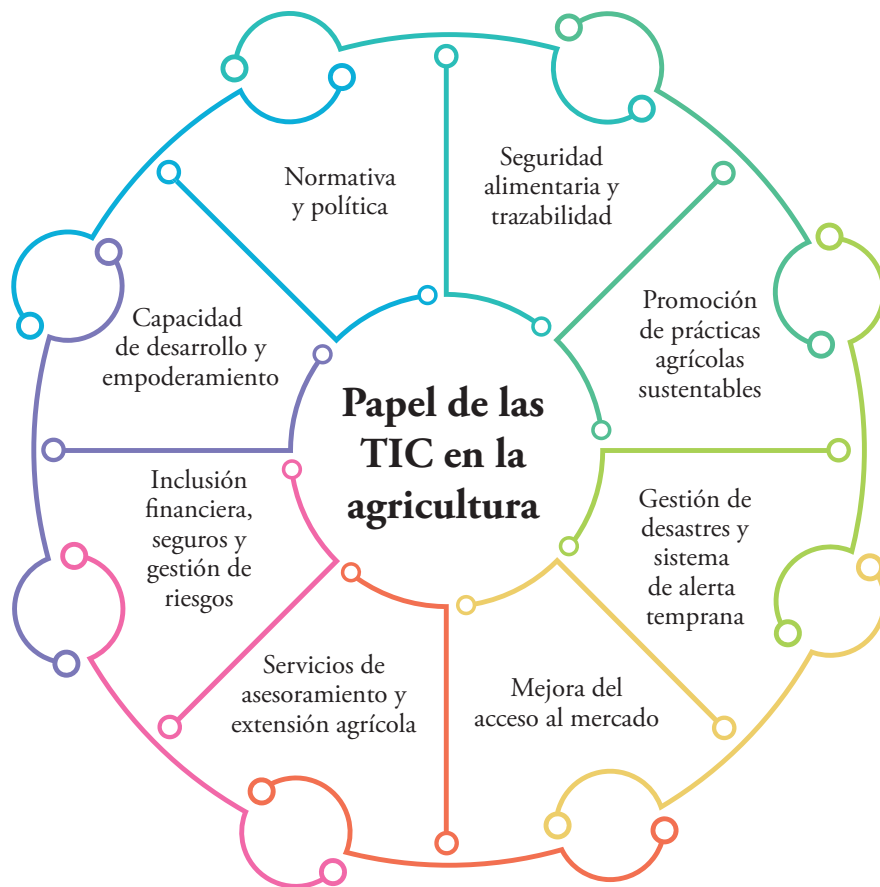 Papel de las
TIC en la
agricultura
Normativa
y política
Seguridad
alimentaria y
trazabilidad
Promoción
de prácticas
agrícolas
sustentables
Gestión de
desastres y
sistema
de alerta
temprana
Mejora del
acceso al mercado
Servicios de
asesoramiento y
extensión agrícola
Inclusión
financiera,
seguros y
gestión de
riesgos
Capacidad
de desarrollo y
empoderamiento